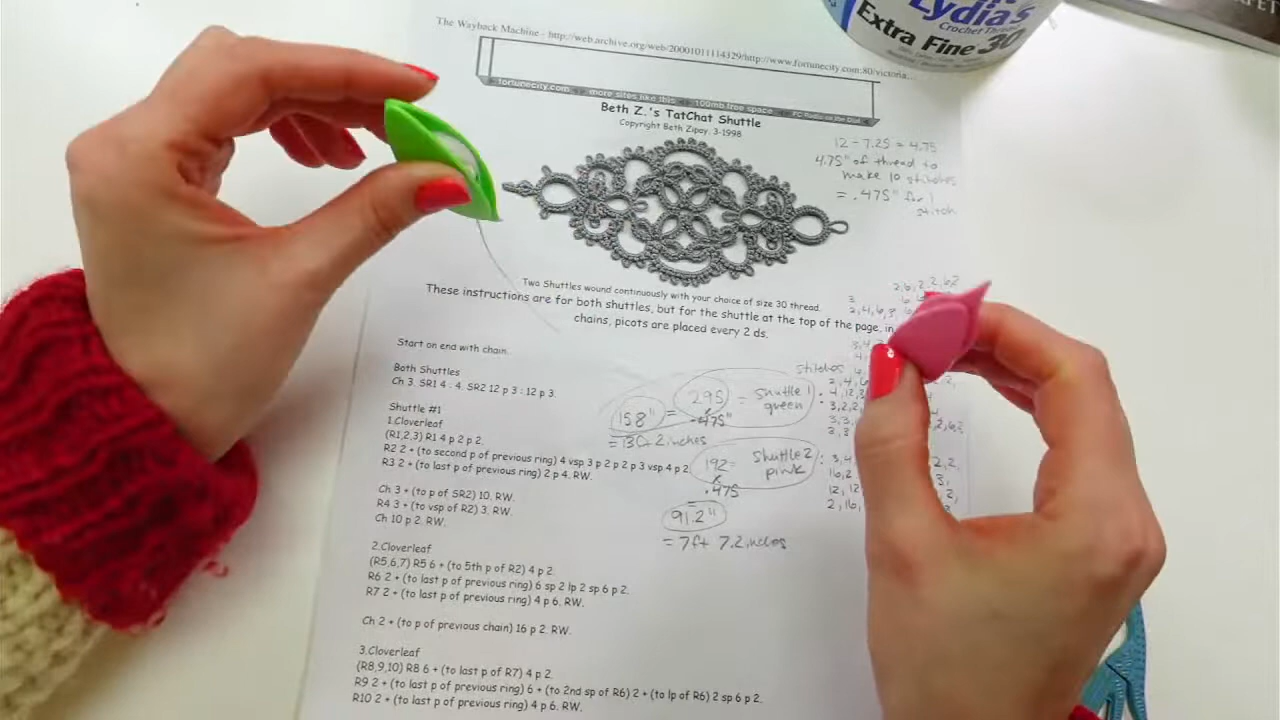 The Wayback Machine - http://web.archive.org/web/20001011114329/http://www.fortunecity.com:80/victoria...
Lydia's
Crochet Thread
Extra Fine 30
fortunecity.com more sites like this 100mb free space PC Radio on the Dial
Beth Z.'s TatChat Shuttle
Copyright Beth Zipay, 3-1998
12 - 7.25 = 4.75
4.75" of thread to
make 10 stitches
= .475" for 1
stitch
Two Shuttles wound continuously with your choice of size 30 thread.
These instructions are for both shuttles, but for the shuttle at the top of the page, in
chains, picots are placed every 2 ds.
Start on end with chain.
Both Shuttles
Ch 3. SR1 4 . 4. SR2 12 p 3 : 12 p 3.
stitches
158" = 295 = Shuttle 1 green
.475"
= 13ft 2 inches
192 = Shuttle 2 pink
x .475
91.2"
= 7ft 7.2 inches
Shuttle #1
1.Cloverleaf
(R1,2,3) R1 4 p 2 p 2.
R2 2 + (to second p of previous ring) 4 vsp 3 p 2 p 2 p 3 vsp 4 p 2
R3 2 + (to last p of previous ring) 2 p 4. RW.
Ch 3 + (to p of SR2) 10. RW.
R4 3 + (to vsp of R2) 3. RW.
Ch 10 p 2. RW.
2.Cloverleaf
(R5,6,7) R5 6 + (to 5th p of R2) 4 p 2.
R6 2 + (to last p of previous ring) 6 sp 2 lp 2 sp 6 p 2.
R7 2 + (to last p of previous ring) 4 p 6. RW.
Ch 2 + (to p of previous chain) 16 p 2. RW.
3.Cloverleaf
(R8,9,10) R8 6 + (to last p of R7) 4 p 2.
R9 2 + (to last p of previous ring) 6 + (to 2nd sp of R6) 2 + (to lp of R6) 2 sp 6 p 2.
R10 2 + (to last p of previous ring) 4 p 6. RW.